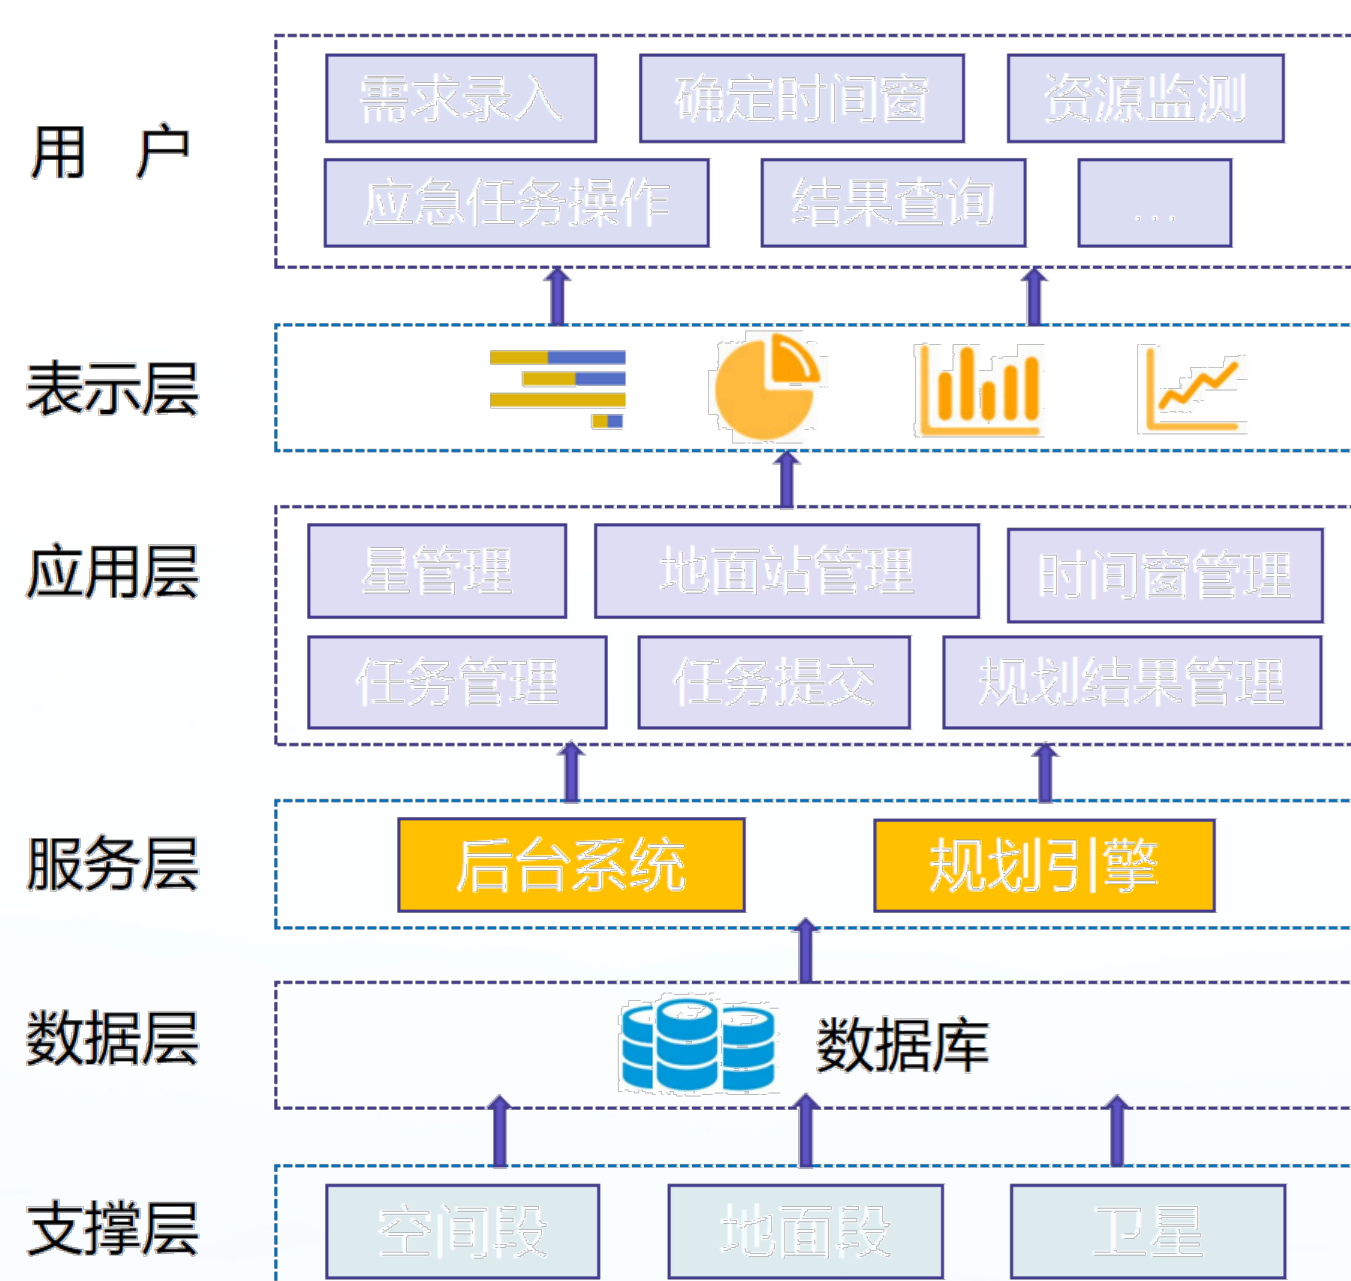 用 户
需求录入 确定时间窗 资源监测
应急任务操作 结果查询 ...
表示层
应用层
星管理 地面站管理 时间窗管理
任务管理 任务提交 规划结果管理
服务层
后台系统 规划引擎
数据层
数据库
支撑层
空间段 地面段 卫星